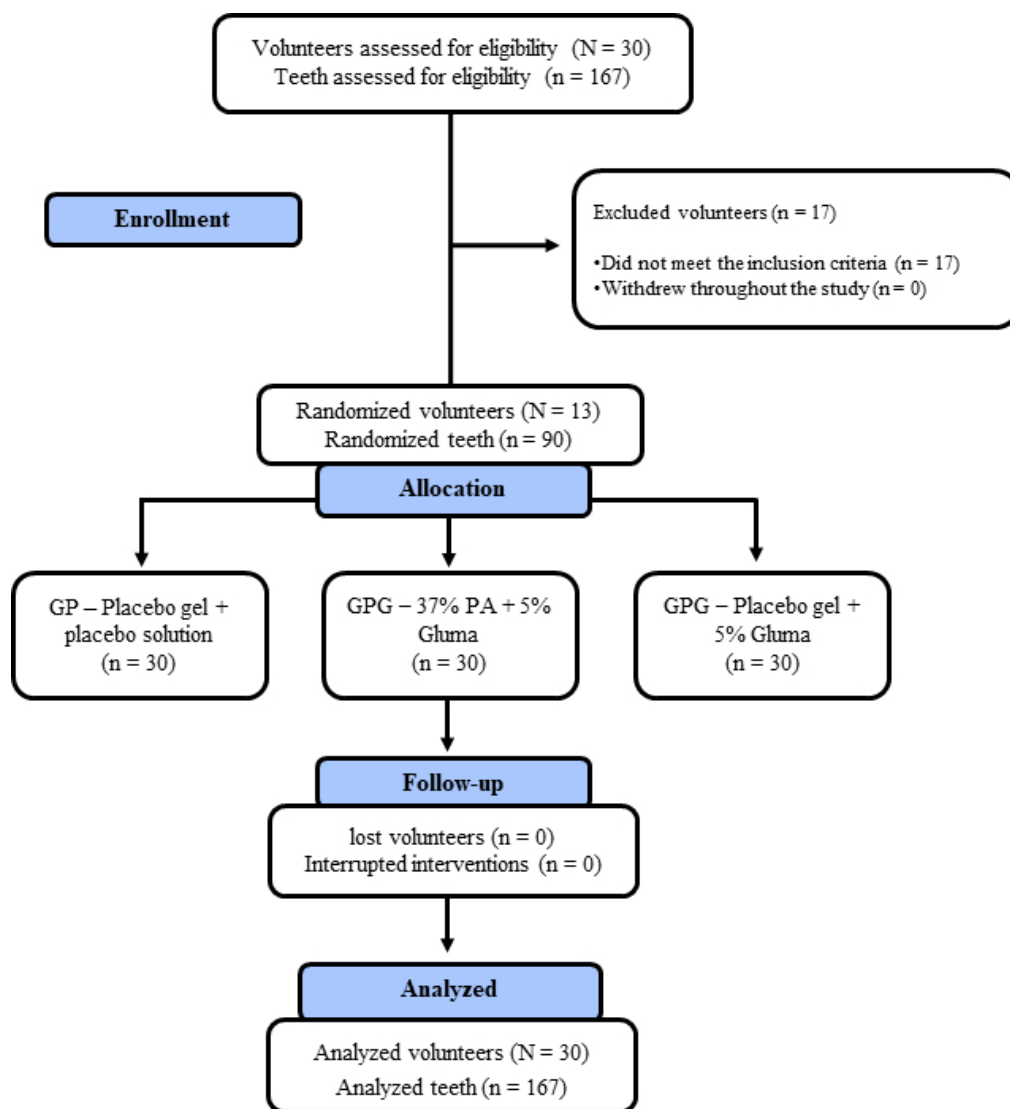 Volunteers assessed for eligibility (N = 30)
Teeth assessed for eligibility (n = 167)
Enrollment
Excluded volunteers (n = 17)
•Did not meet the inclusion criteria (n = 17)
•Withdrew throughout the study (n = 0)
Randomized volunteers (N = 13)
Randomized teeth (n = 90)
Allocation
GP – Placebo gel +
placebo solution
(n = 30)
GPG – 37% PA + 5%
Gluma
(n = 30)
GPG – Placebo gel +
5% Gluma
(n = 30)
Follow-up
lost volunteers (n = 0)
Interrupted interventions (n = 0)
Analyzed
Analyzed volunteers (N = 30)
Analyzed teeth (n = 167)